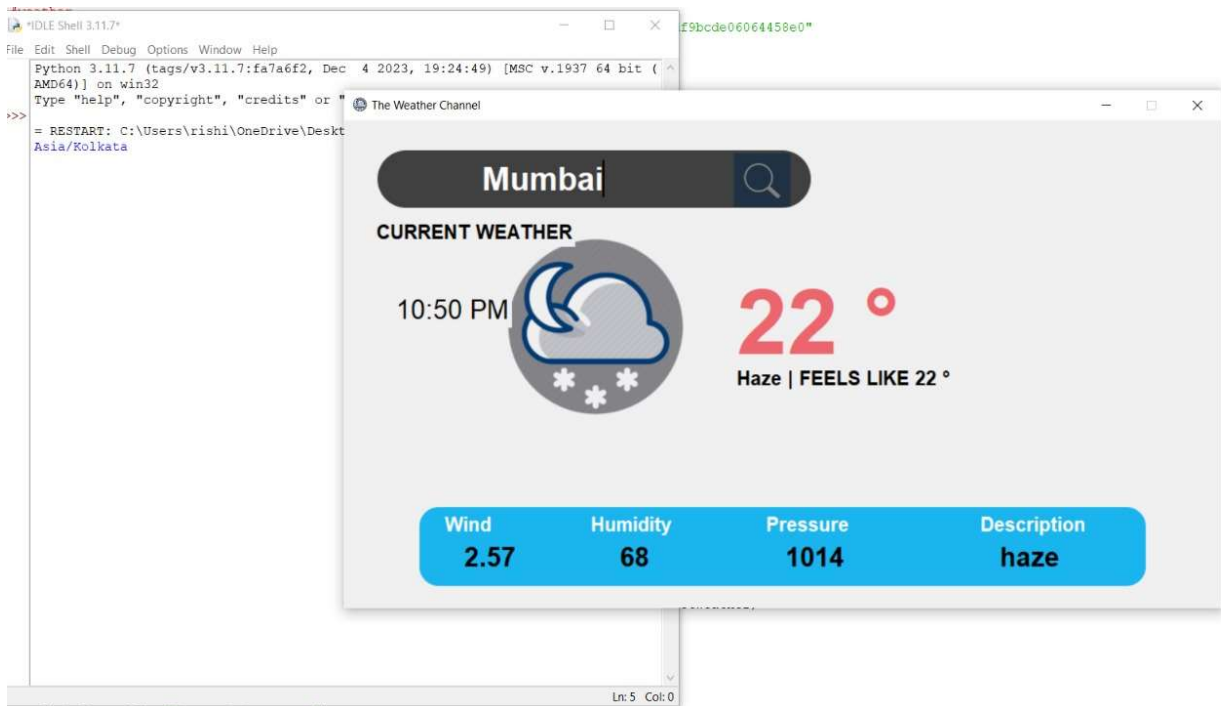 #weather
*IDLE Shell 3.11.7*
f9bcde06064458e0"
File Edit Shell Debug Options Window Help
Python 3.11.7 (tags/v3.11.7:fa7a6f2, Dec 4 2023, 19:24:49) [MSC v.1937 64 bit (
AMD64)] on win32
Type "help", "copyright", "credits" or "
>>>
= RESTART: C:\Users\rishi\OneDrive\Deskt
Asia/Kolkata
The Weather Channel
Mumbai
CURRENT WEATHER
10:50 PM
22 °
Haze | FEELS LIKE 22 °
Wind Humidity Pressure Description
2.57 68 1014 haze
Ln: 5 Col: 0